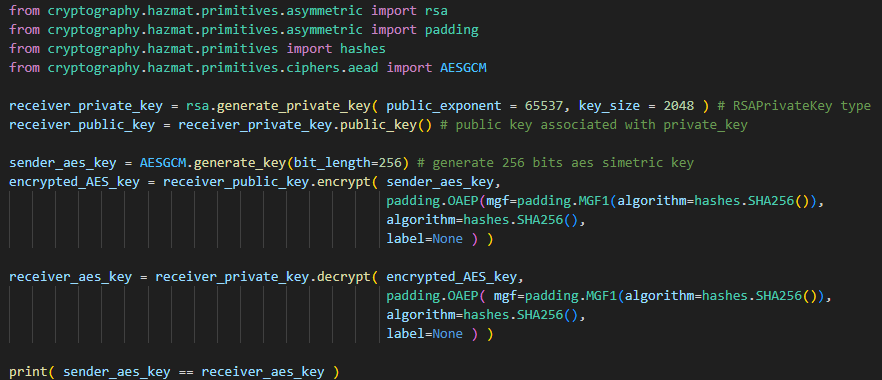 from cryptography.hazmat.primitives.asymmetric import rsa
from cryptography.hazmat.primitives.asymmetric import padding
from cryptography.hazmat.primitives import hashes
from cryptography.hazmat.primitives.ciphers.aead import AESGCM
receiver_private_key = rsa.generate_private_key( public_exponent = 65537, key_size = 2048 ) # RSAPrivateKey type
receiver_public_key = receiver_private_key.public_key() # public key associated with private_key
sender_aes_key = AESGCM.generate_key(bit_length=256) # generate 256 bits aes simetric key
encrypted_AES_key = receiver_public_key.encrypt( sender_aes_key,
padding.OAEP(mgf=padding.MGF1(algorithm=hashes.SHA256()),
algorithm=hashes.SHA256(),
label=None ) )
receiver_aes_key = receiver_private_key.decrypt( encrypted_AES_key,
padding.OAEP( mgf=padding.MGF1(algorithm=hashes.SHA256()),
algorithm=hashes.SHA256(),
label=None ) )
print( sender_aes_key == receiver_aes_key )